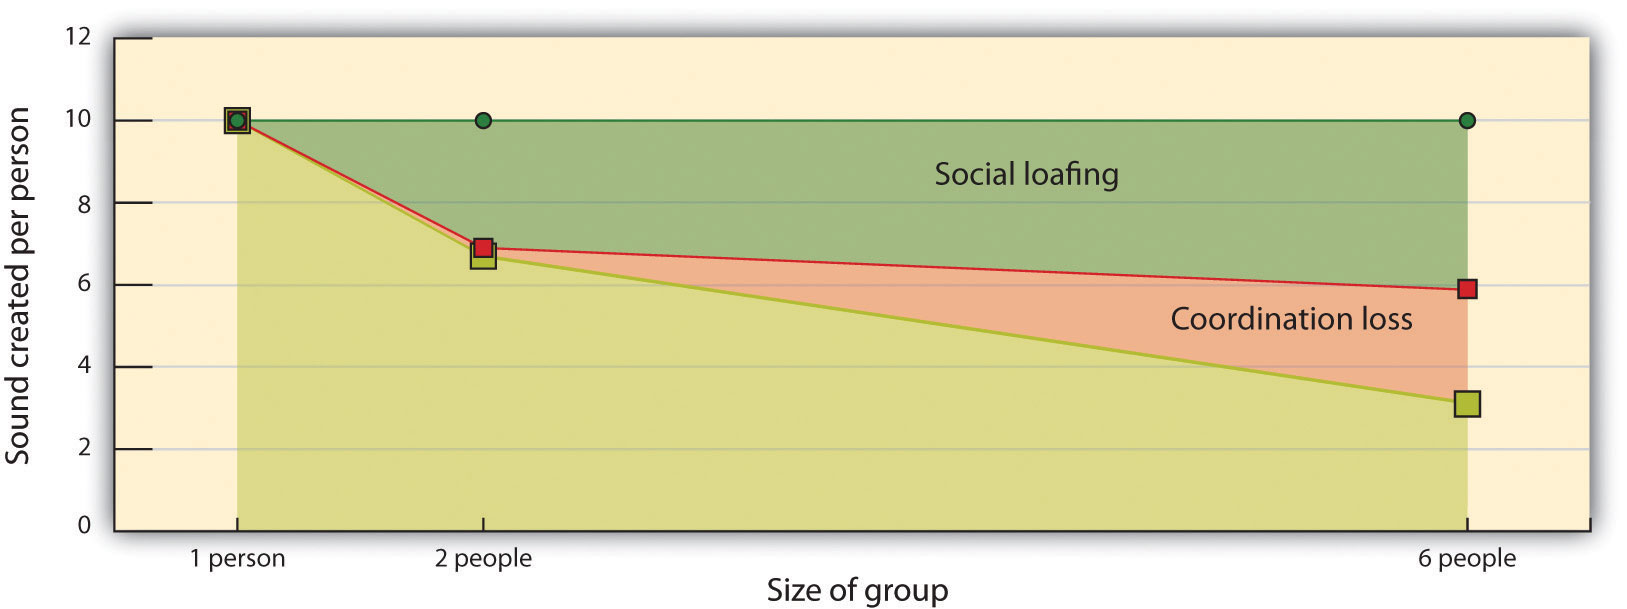 12
10
8
6
4
2
0
Sound created per person
Social loafing
Coordination loss
1 person
2 people
6 people
Size of group